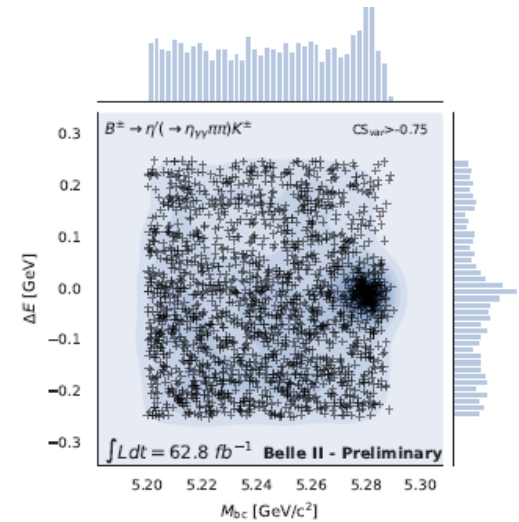 B± → η′( → ηγγππ)K± CSvar>-0.75
0.3
0.2
0.1
0.0
−0.1
−0.2
−0.3
ΔE [GeV]
∫Ldt = 62.8 fb⁻¹ Belle II - Preliminary
5.20 5.22 5.24 5.26 5.28 5.30
Mbc [GeV/c²]